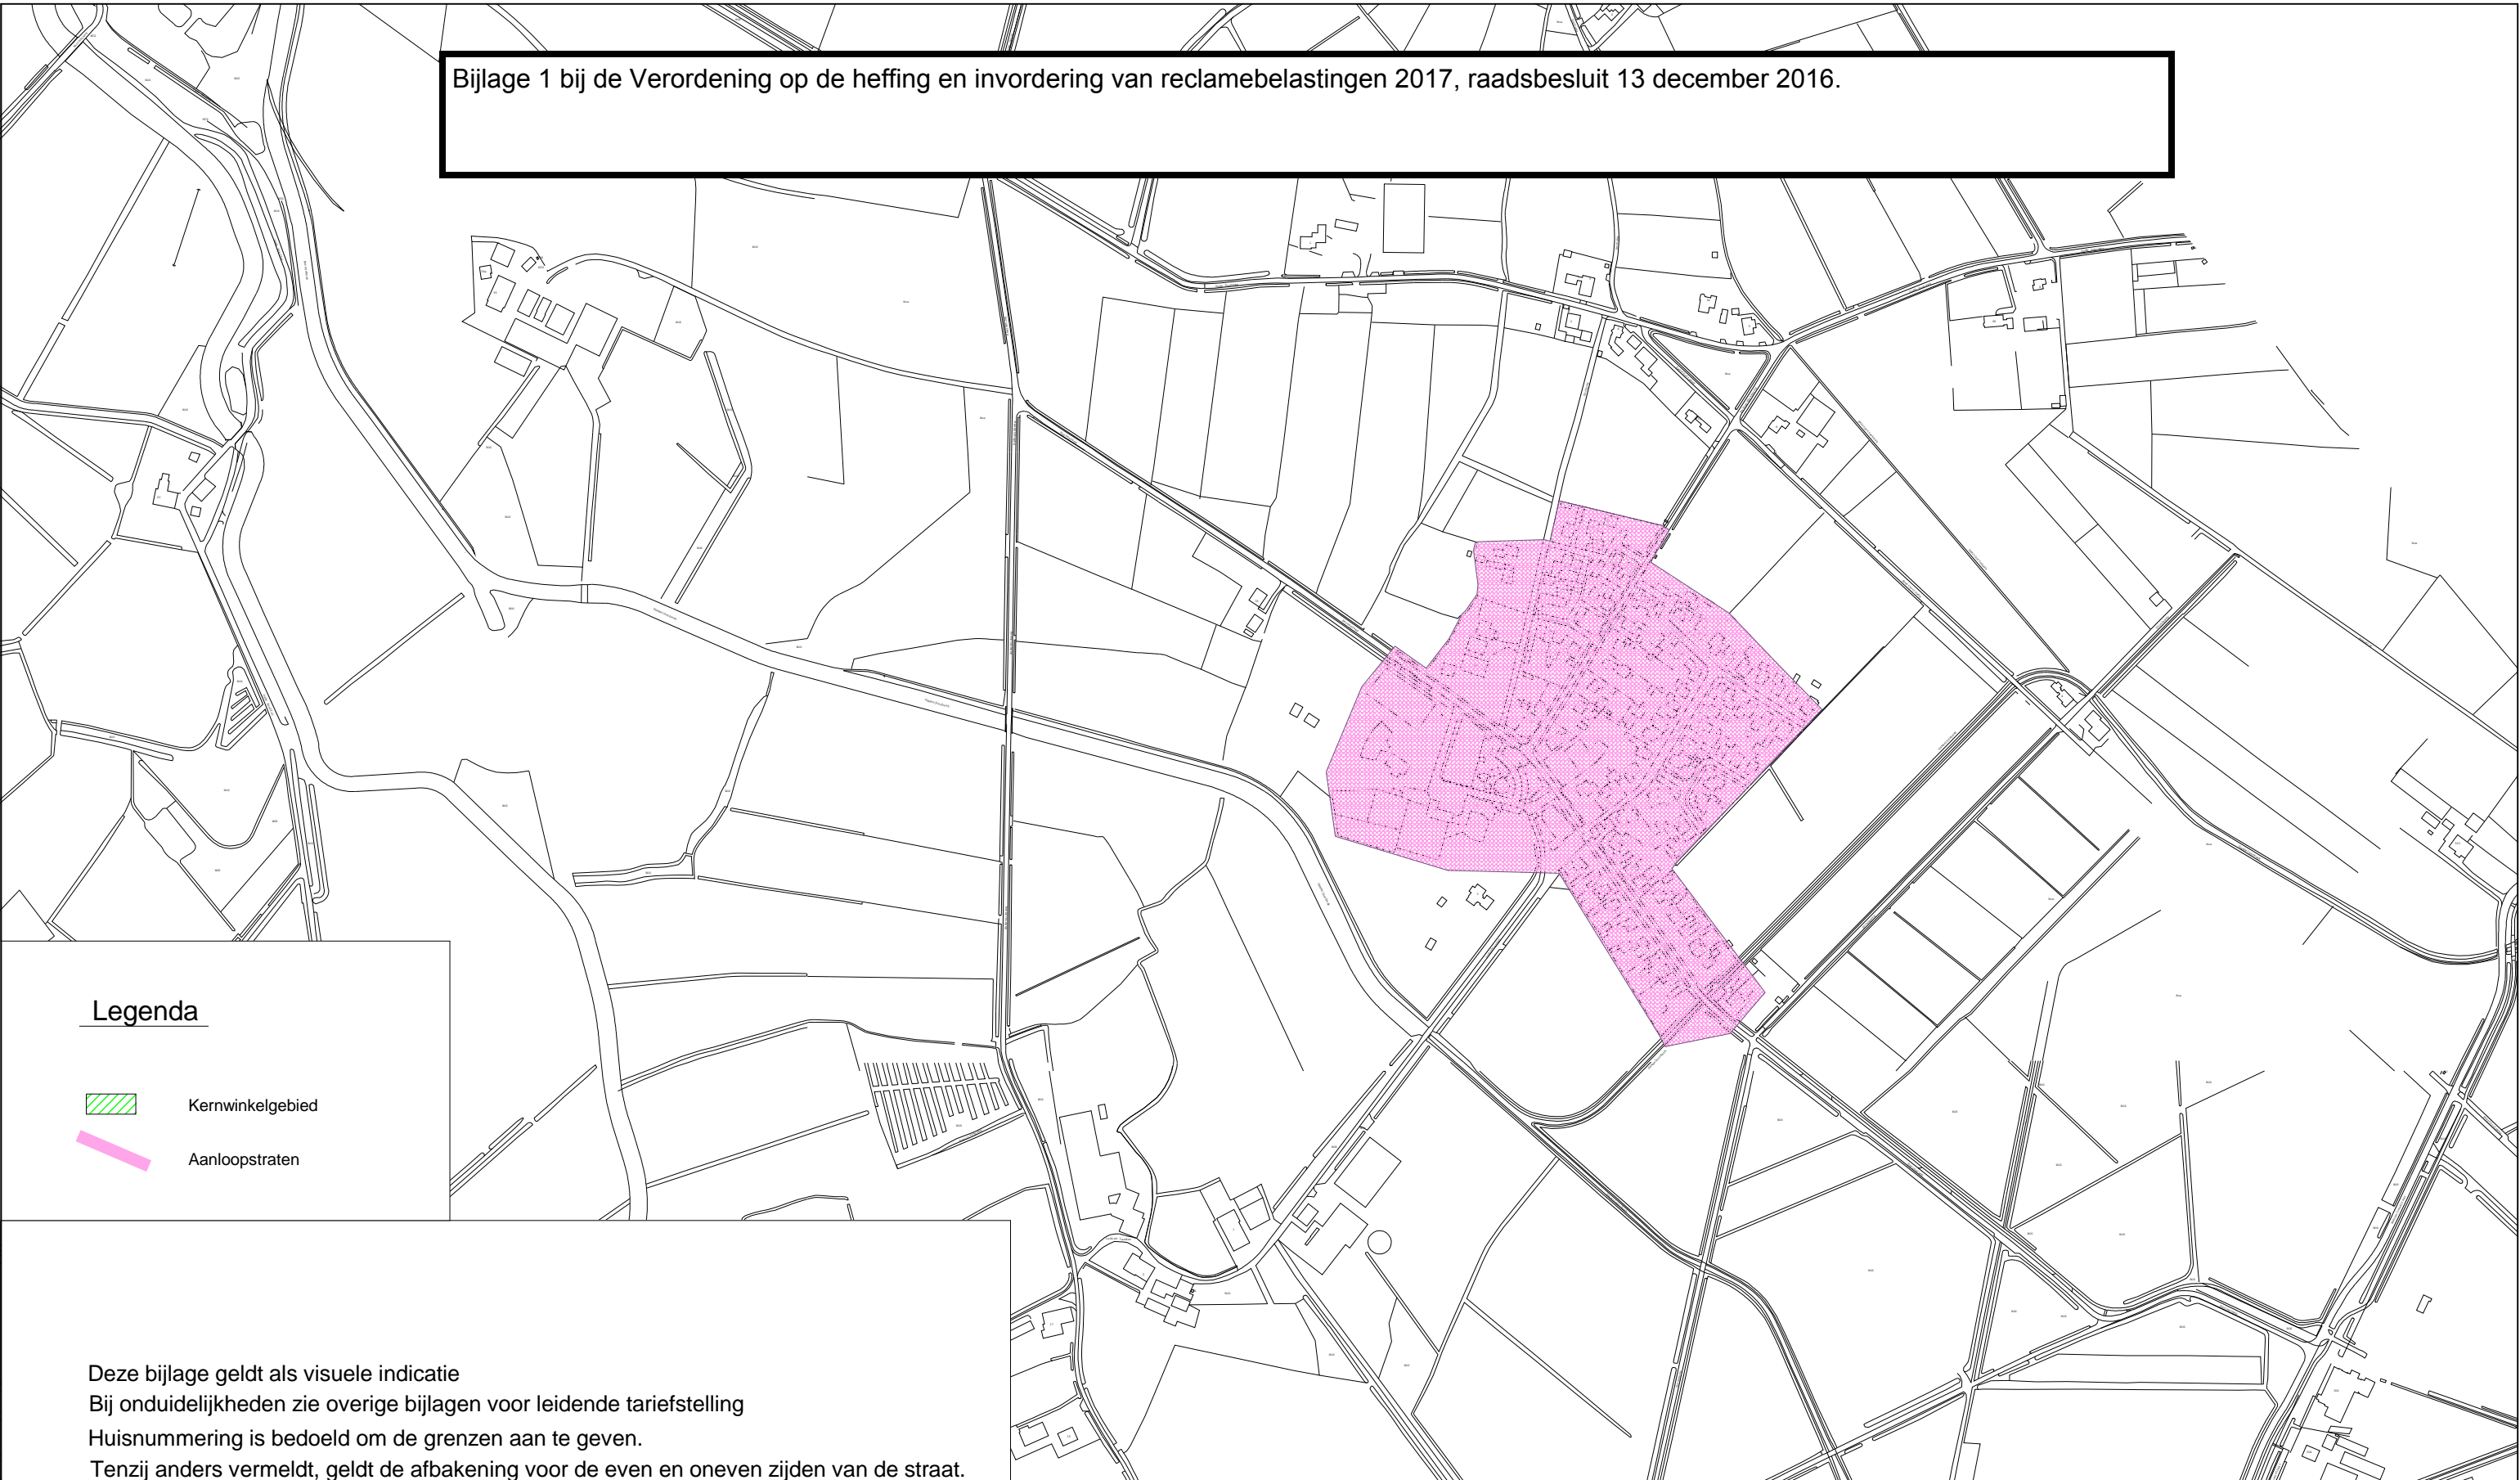 Bijlage 1 bij de Verordening op de heffing en invordering van reclamebelastingen 2017, raadsbesluit 13 december 2016.
Legenda
Kernwinkelgebied
Aanloopstraten
Deze bijlage geldt als visuele indicatie
Bij onduidelijkheden zie overige bijlagen voor leidende tariefstelling
Huisnummering is bedoeld om de grenzen aan te geven.
Tenzij anders vermeldt, geldt de afbakening voor de even en oneven zijden van de straat.